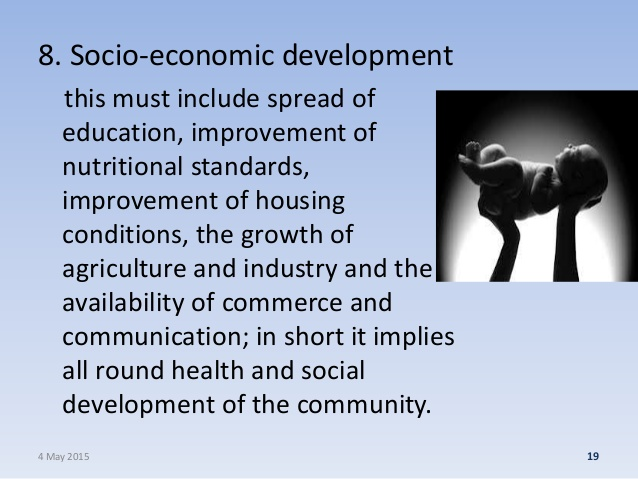 8. Socio-economic development
this must include spread of
education, improvement of
nutritional standards,
improvement of housing
conditions, the growth of
agriculture and industry and the
availability of commerce and
communication; in short it implies
all round health and social
development of the community.
4 May 2015
19